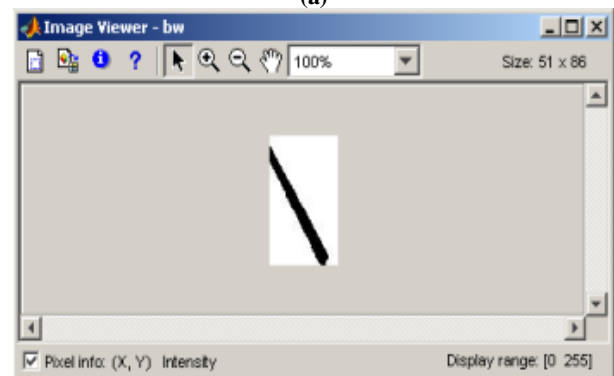 (a)
Image Viewer - bw
100%
Size: 51 x 86
Pixel info: (X, Y) Intensity
Display range: [0 255]